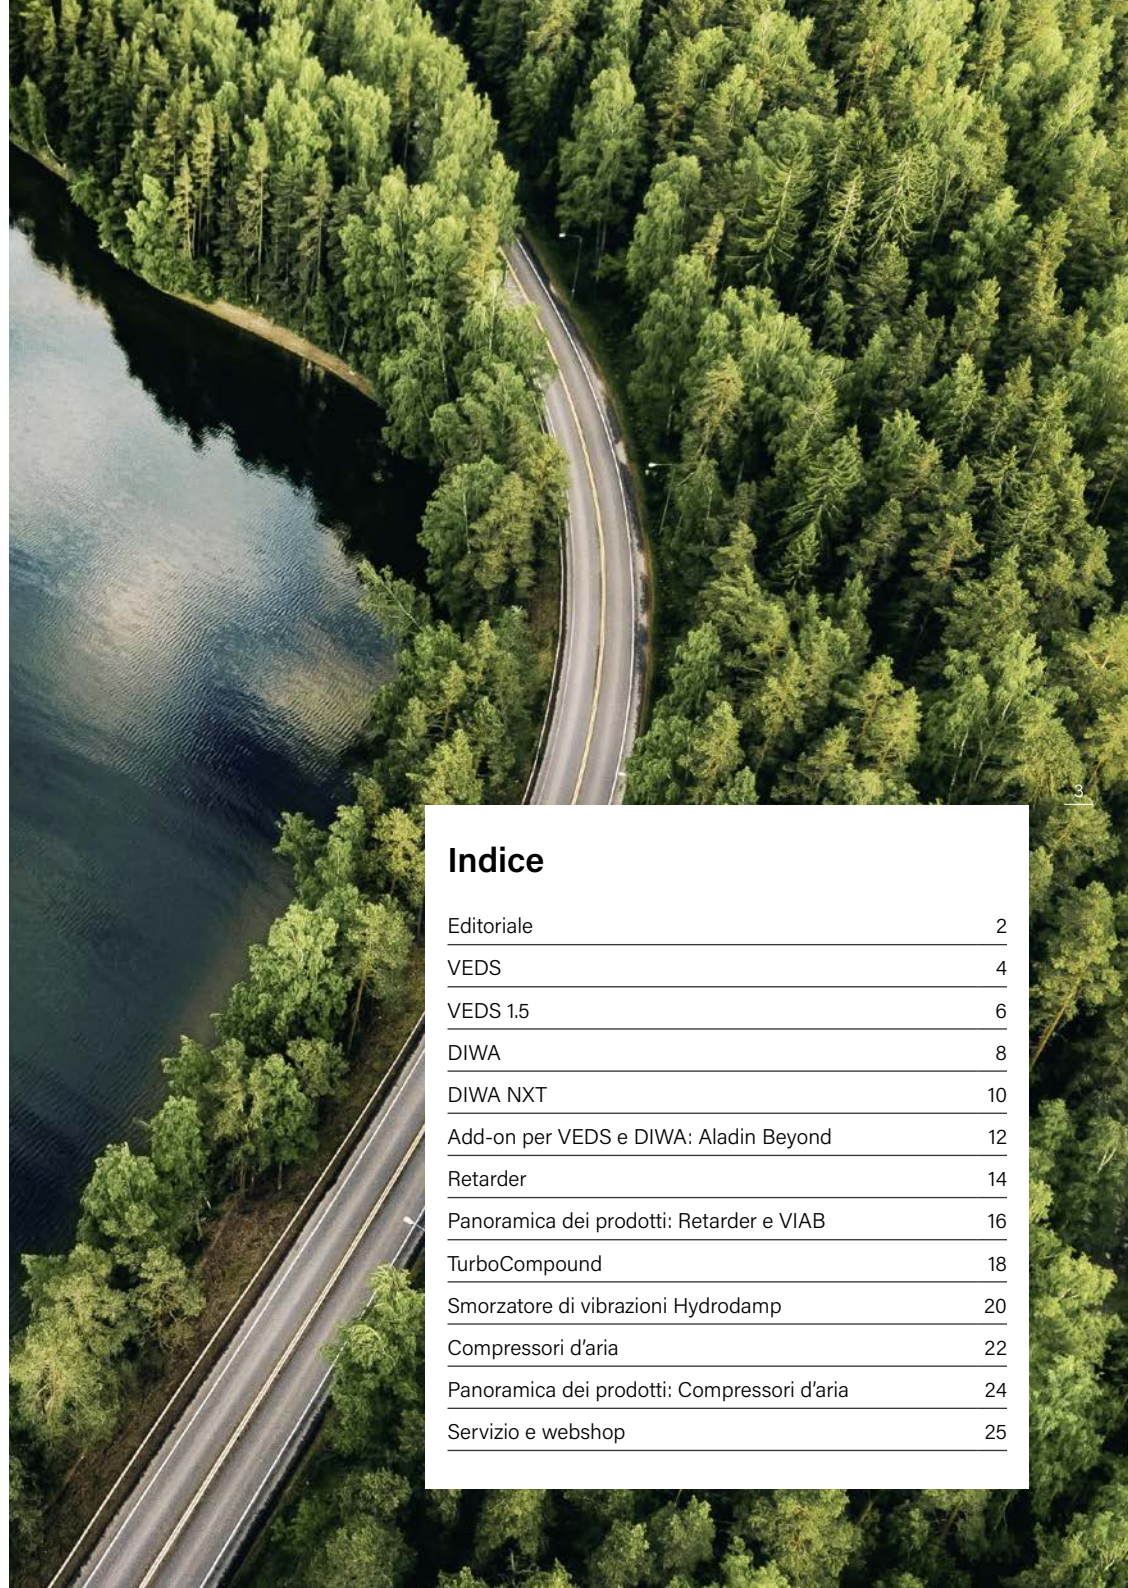 3
Indice
Editoriale 2
VEDS 4
VEDS 1.5 6
DIWA 8
DIWA NXT 10
Add-on per VEDS e DIWA: Aladin Beyond 12
Retarder 14
Panoramica dei prodotti: Retarder e VIAB 16
TurboCompound 18
Smorzatore di vibrazioni Hydrodamp 20
Compressori d’aria 22
Panoramica dei prodotti: Compressori d’aria 24
Servizio e webshop 25